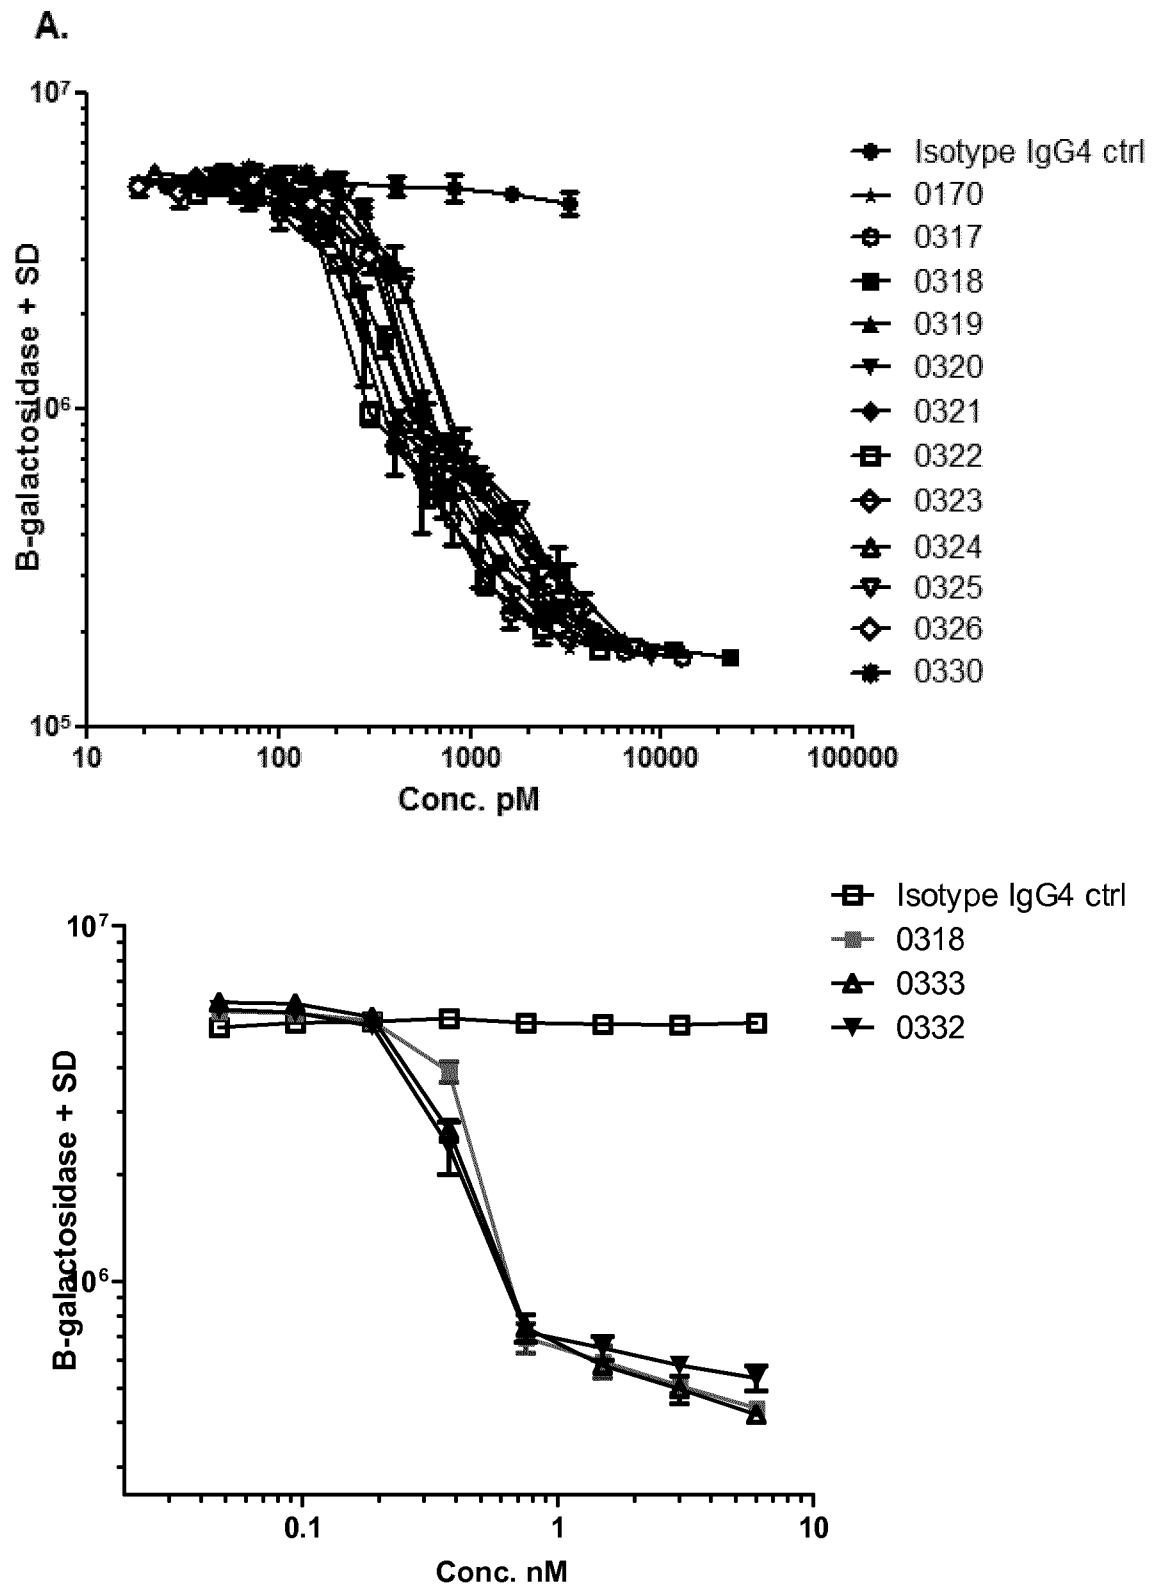 A.
10⁷
10⁶
10⁵
B-galactosidase + SD
10 100 1000 10000 100000
Conc. pM
Isotype IgG4 ctrl
0170
0317
0318
0319
0320
0321
0322
0323
0324
0325
0326
0330
10⁷
10⁶
B-galactosidase + SD
0.1 1 10
Conc. nM
Isotype IgG4 ctrl
0318
0333
0332